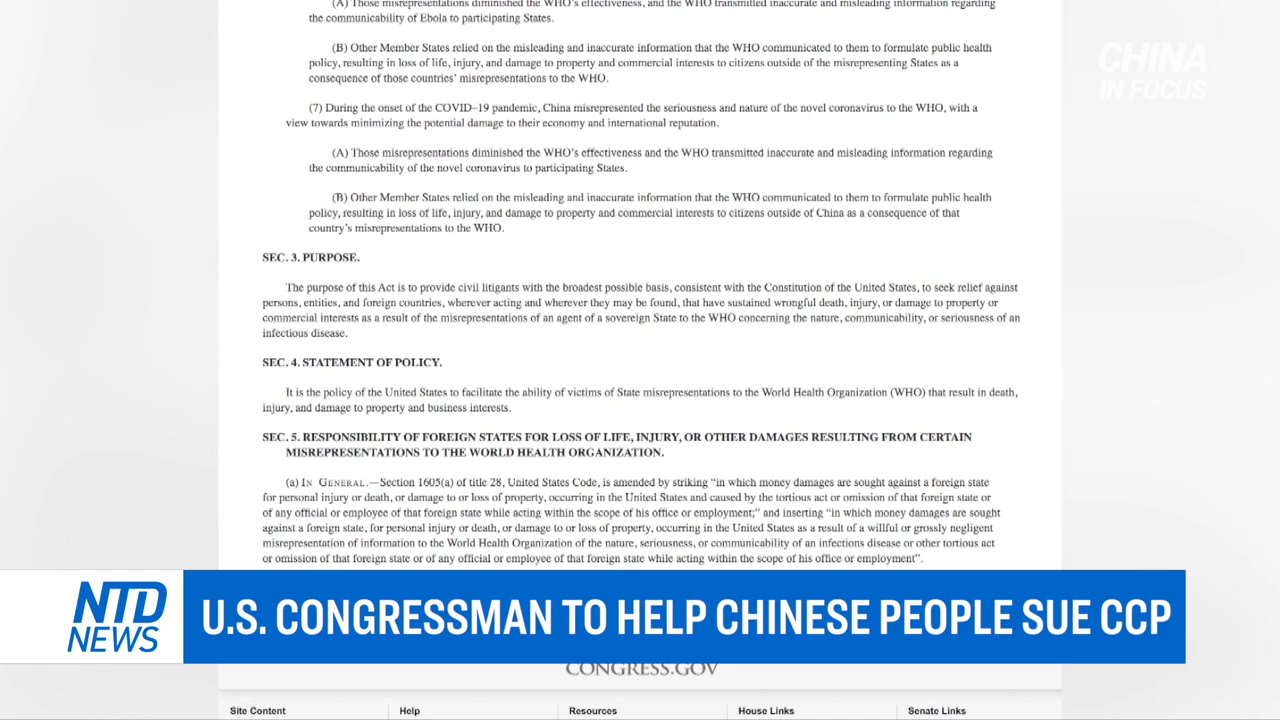 (A) Those misrepresentations diminished the WHO's effectiveness, and the WHO transmitted inaccurate and misleading information regarding
the communicability of Ebola to participating States.
(B) Other Member States relied on the misleading and inaccurate information that the WHO communicated to them to formulate public health
policy, resulting in loss of life, injury, and damage to property and commercial interests to citizens outside of the misrepresenting States as a
consequence of those countries' misrepresentations to the WHO.
CHINA
IN FOCUS
(7) During the onset of the COVID–19 pandemic, China misrepresented the seriousness and nature of the novel coronavirus to the WHO, with a
view towards minimizing the potential damage to their economy and international reputation.
(A) Those misrepresentations diminished the WHO's effectiveness and the WHO transmitted inaccurate and misleading information regarding
the communicability of the novel coronavirus to participating States.
(B) Other Member States relied on the misleading and inaccurate information that the WHO communicated to them to formulate public health
policy, resulting in loss of life, injury, and damage to property and commercial interests to citizens outside of China as a consequence of that
country's misrepresentations to the WHO.
SEC. 3. PURPOSE.
The purpose of this Act is to provide civil litigants with the broadest possible basis, consistent with the Constitution of the United States, to seek relief against
persons, entities, and foreign countries, wherever acting and wherever they may be found, that have sustained wrongful death, injury, or damage to property or
commercial interests as a result of the misrepresentations of an agent of a sovereign State to the WHO concerning the nature, communicability, or seriousness of an
infectious disease.
SEC. 4. STATEMENT OF POLICY.
It is the policy of the United States to facilitate the ability of victims of State misrepresentations to the World Health Organization (WHO) that result in death,
injury, and damage to property and business interests.
SEC. 5. RESPONSIBILITY OF FOREIGN STATES FOR LOSS OF LIFE, INJURY, OR OTHER DAMAGES RESULTING FROM CERTAIN
MISREPRESENTATIONS TO THE WORLD HEALTH ORGANIZATION.
(a) IN GENERAL.—Section 1605(a) of title 28, United States Code, is amended by striking “in which money damages are sought against a foreign state
for personal injury or death, or damage to or loss of property, occurring in the United States and caused by the tortious act or omission of that foreign state or
of any official or employee of that foreign state while acting within the scope of his office or employment;” and inserting “in which money damages are sought
against a foreign state, for personal injury or death, or damage to or loss of property, occurring in the United States as a result of a willful or grossly negligent
misrepresentation of information to the World Health Organization of the nature, seriousness, or communicability of an infections disease or other tortious act
or omission of that foreign state or of any official or employee of that foreign state while acting within the scope of his office or employment”.
NTD
NEWS
U.S. CONGRESSMAN TO HELP CHINESE PEOPLE SUE CCP
CONGRESS.GOV
Site Content
Help
Resources
House Links
Senate Links